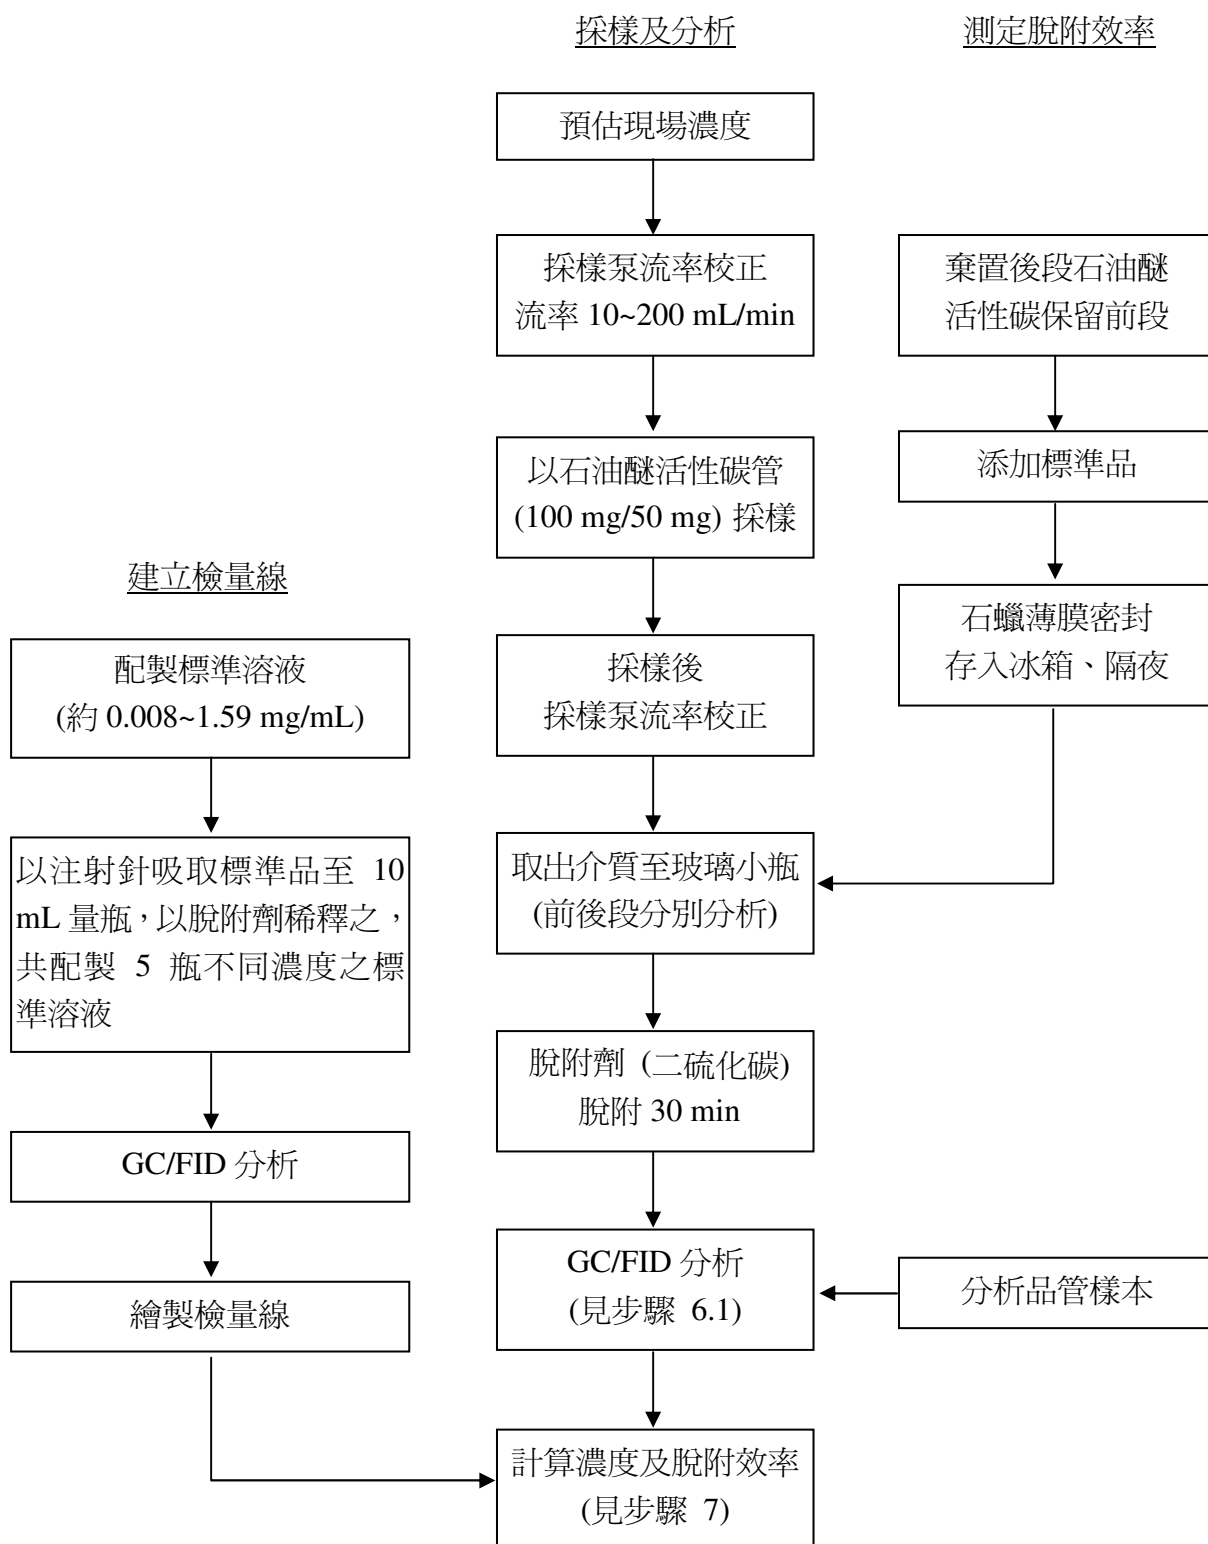 採樣及分析
測定脫附效率
預估現場濃度
採樣泵流率校正
流率 10~200 mL/min
棄置後段石油醚
活性碳保留前段
以石油醚活性碳管
(100 mg/50 mg) 採樣
添加標準品
建立檢量線
石蠟薄膜密封
存入冰箱、隔夜
配製標準溶液
(約 0.008~1.59 mg/mL)
採樣後
採樣泵流率校正
以注射針吸取標準品至 10
mL 量瓶,以脫附劑稀釋之,
共配製 5 瓶不同濃度之標
準溶液
取出介質至玻璃小瓶
(前後段分別分析)
脫附劑 (二硫化碳)
脫附 30 min
GC/FID 分析
GC/FID 分析
(見步驟 6.1)
分析品管樣本
繪製檢量線
計算濃度及脫附效率
(見步驟 7)